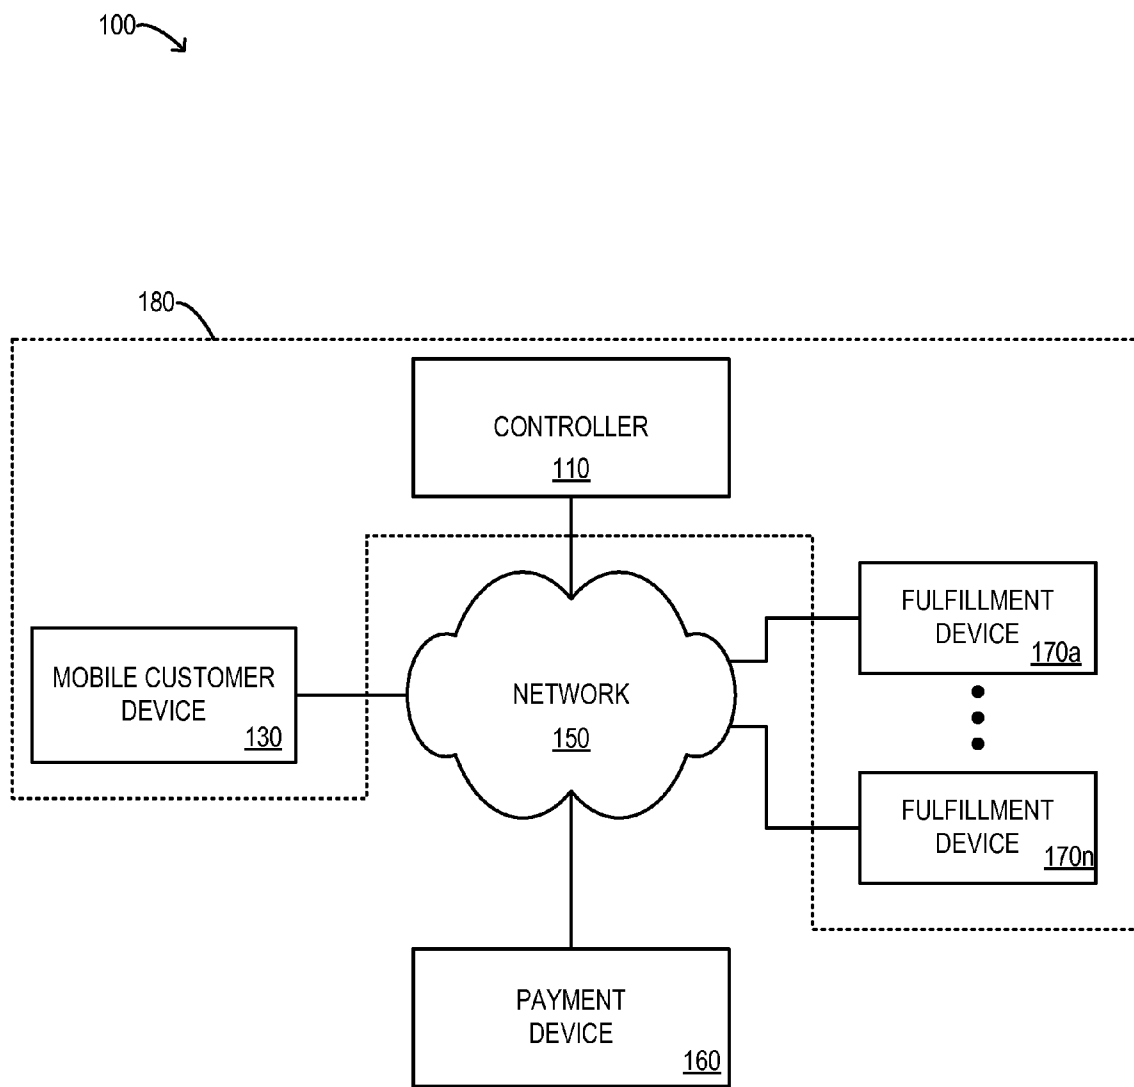 100
180
CONTROLLER
110
FULFILLMENT
DEVICE
170a
MOBILE CUSTOMER
DEVICE
130
NETWORK
150
FULFILLMENT
DEVICE
170n
PAYMENT
DEVICE
160